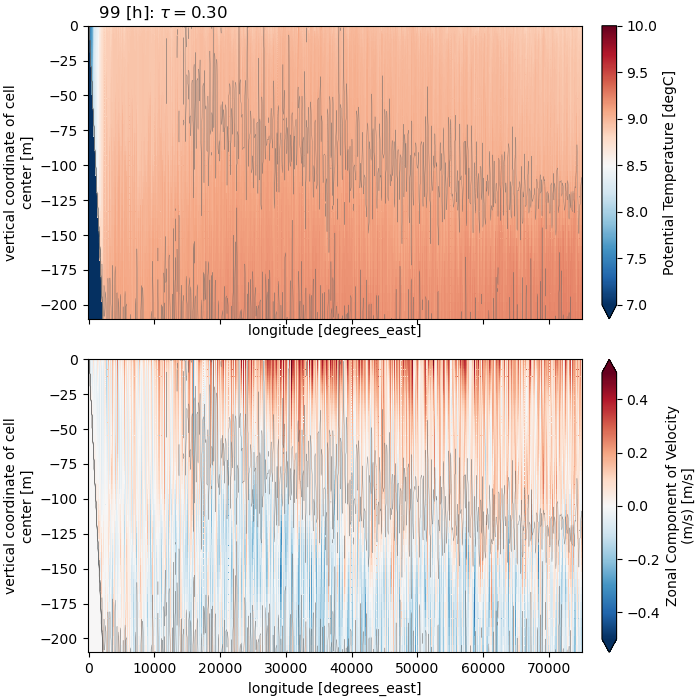 99 [h]: τ = 0.30
0
−25
−50
−75
−100
−125
−150
−175
−200
vertical coordinate of cell
center [m]
longitude [degrees_east]
10.0
9.5
9.0
8.5
8.0
7.5
7.0
Potential Temperature [degC]
0
−25
−50
−75
−100
−125
−150
−175
−200
vertical coordinate of cell
center [m]
0 10000 20000 30000 40000 50000 60000 70000
longitude [degrees_east]
0.4
0.2
0.0
−0.2
−0.4
Zonal Component of Velocity
(m/s) [m/s]